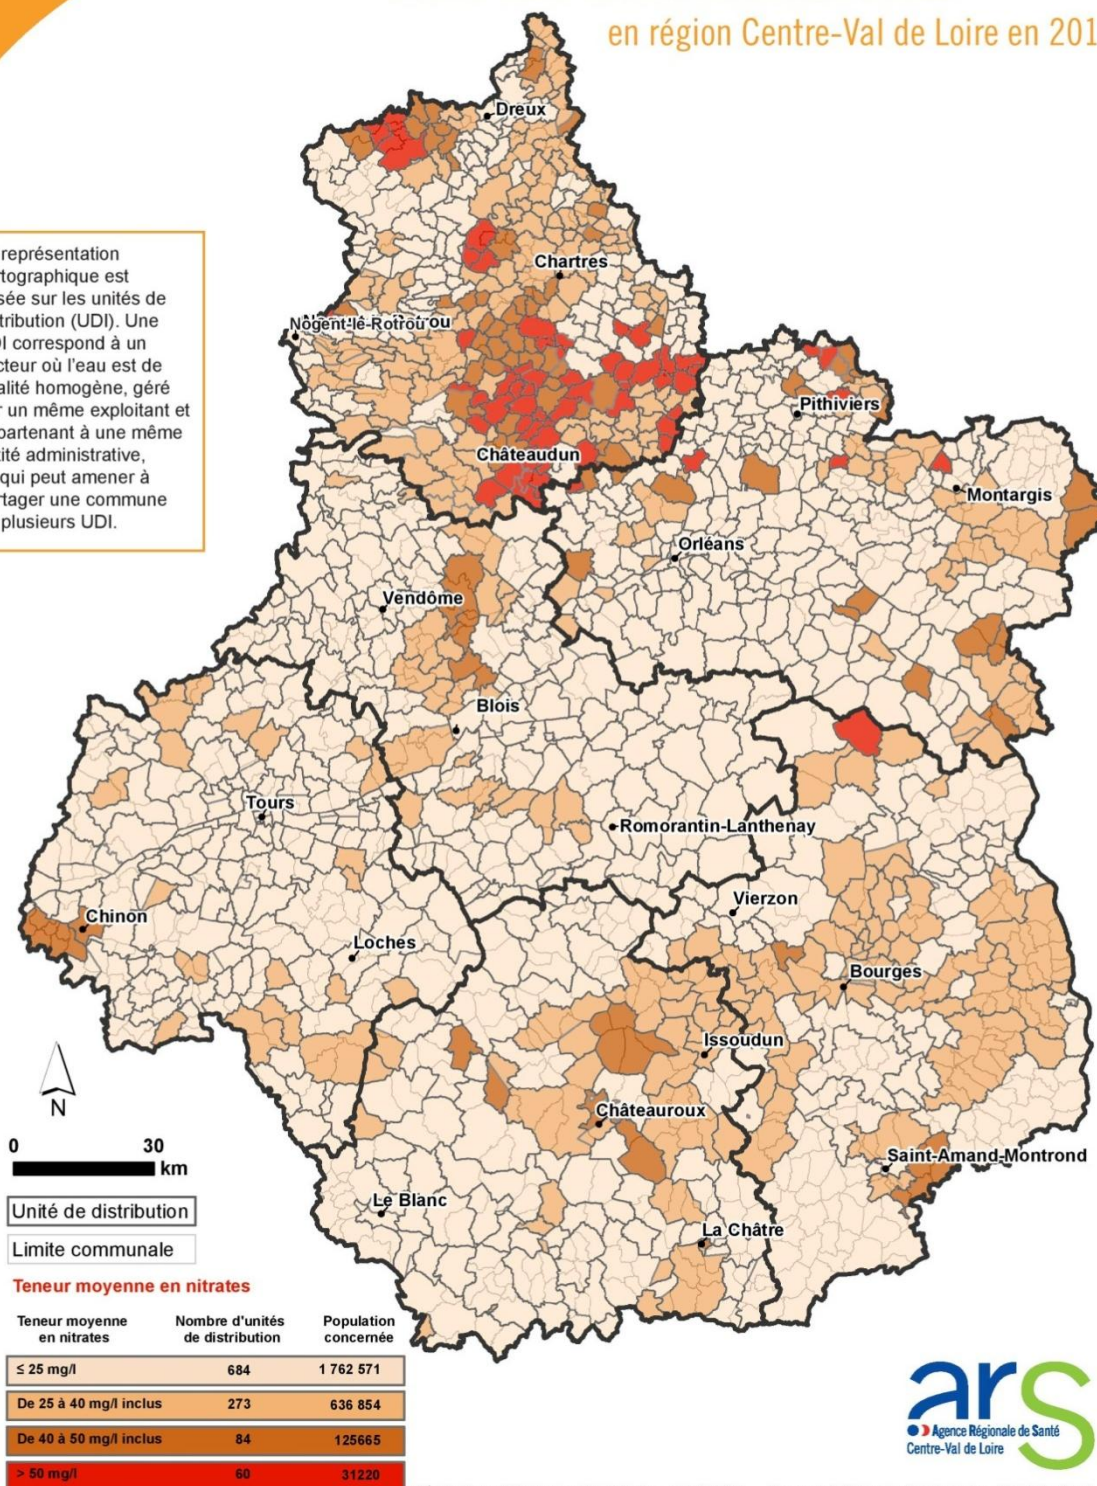 en région Centre-Val de Loire en 201
représentation
tographique est
sée sur les unités de
tribution (UDI). Une
DI correspond à un
cteur où l'eau est de
alité homogène, géré
r un même exploitant et
partenant à une même
tité administrative,
qui peut amener à
rtager une commune
plusieurs UDI.
Dreux
Chartres
Nogent-le-Rotrou
Pithiviers
Châteaudun
Montargis
Orléans
Vendôme
Blois
Tours
Romorantin-Lanthenay
Vierzon
Chinon
Loches
Bourges
Issoudun
Châteauroux
Saint-Amand-Montrond
Le Blanc
La Châtre
N
0 30
km
Unité de distribution
Limite communale
Teneur moyenne en nitrates
Teneur moyenne en nitrates Nombre d'unités de distribution Population concernée
≤ 25 mg/l 684 1 762 571
De 25 à 40 mg/l inclus 273 636 854
De 40 à 50 mg/l inclus 84 125665
> 50 mg/l 60 31220
ars
Agence Régionale de Santé
Centre-Val de Loire